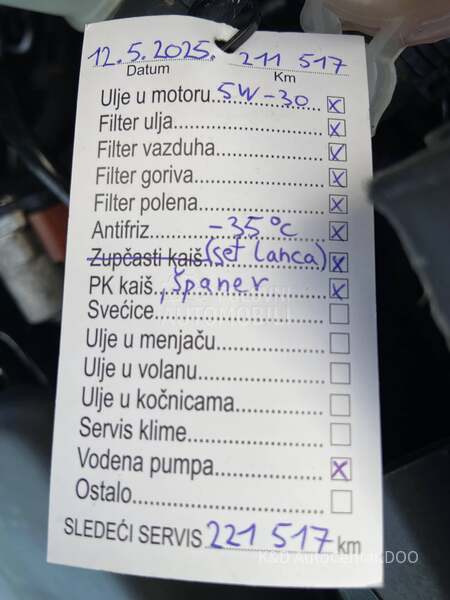 12.5.2025. 211 517
Datum Km
Ulje u motoru 5W-30 X
Filter ulja X
Filter vazduha X
Filter goriva X
Filter polena X
Antifriz -35°C X
Zupčasti kaiš (set lanca) X
PK kaiš, Španer X
Svećice
Ulje u menjaču
Ulje u volanu
Ulje u kočnicama
Servis klime
Vodena pumpa X
Ostalo
SLEDEĆI SERVIS 221 517 km